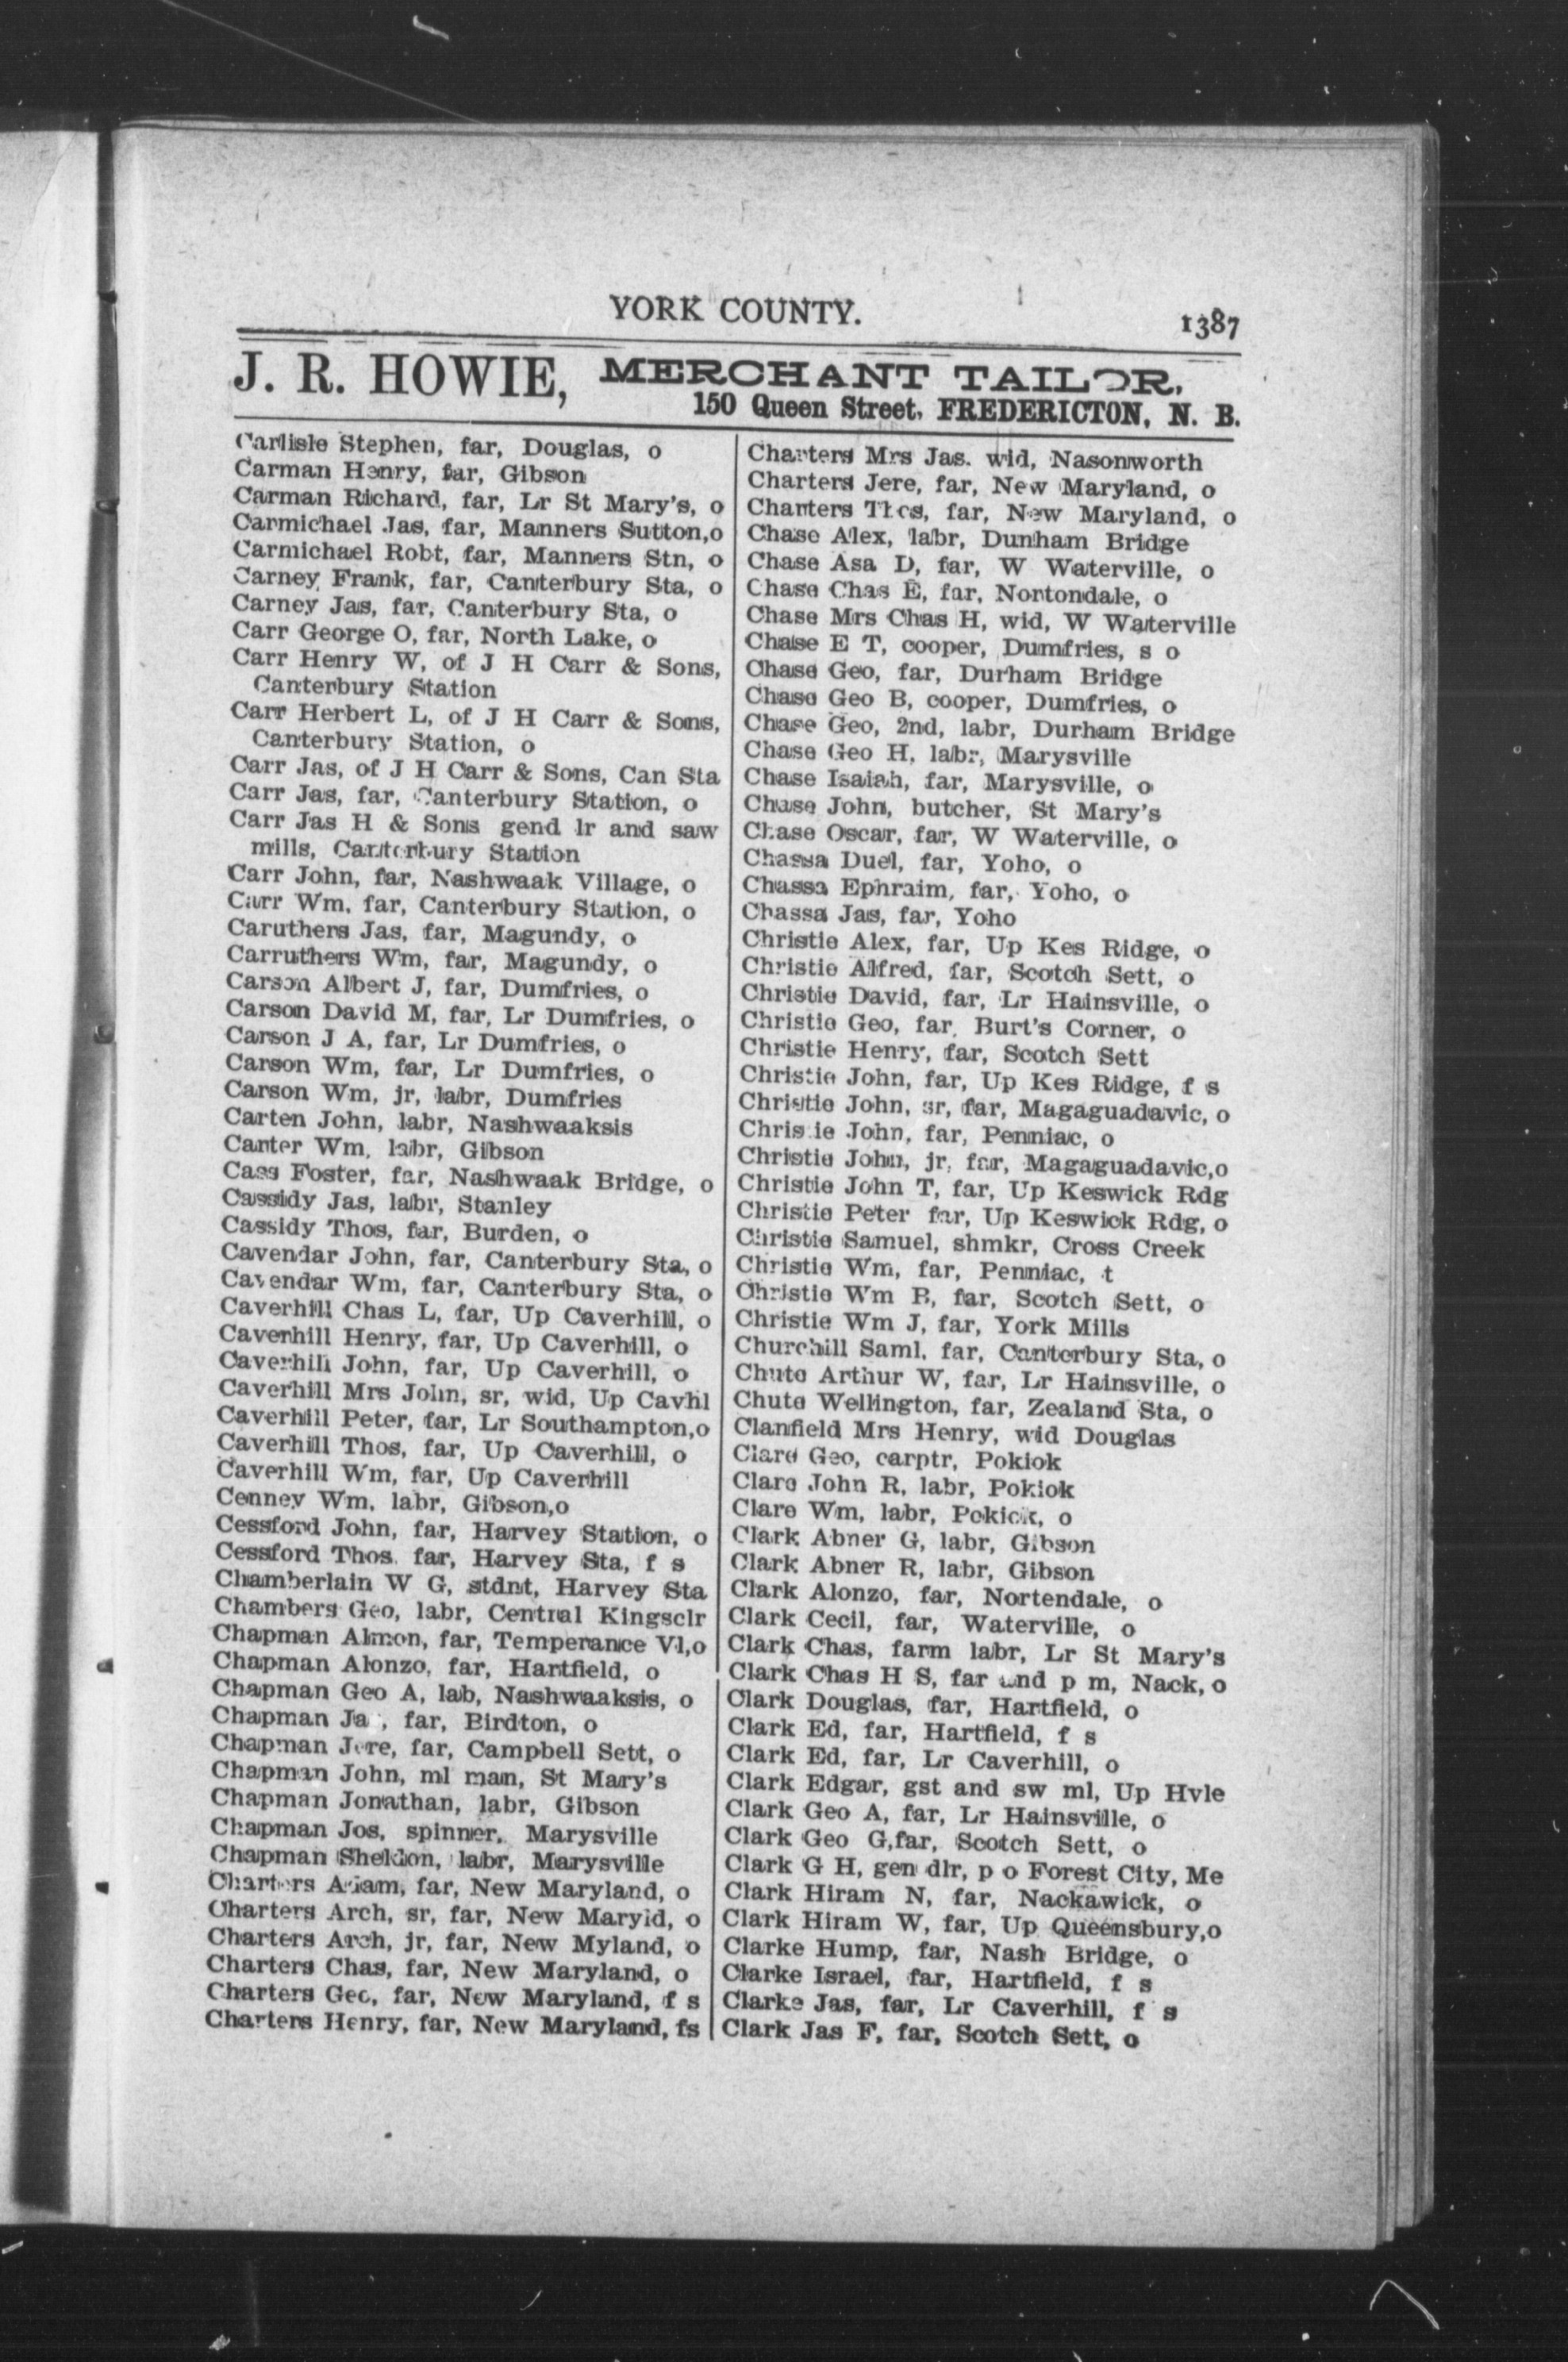 YORK COUNTY.
1387
J. R. HOWIE, MERCHANT TAILOR,
150 Queen Street, FREDERICTON, N. B.
Carlisle Stephen, far, Douglas, o
Carman Henry, far, Gibson
Carman Richard, far, Lr St Mary's, o
Carmichael Jas, far, Manners Sutton,o
Carmichael Robt, far, Manners Stn, o
Carney Frank, far, Canterbury Sta, o
Carney Jas, far, Canterbury Sta, o
Carr George O, far, North Lake, o
Carr Henry W, of J H Carr & Sons,
Canterbury Station
Carr Herbert L, of J H Carr & Sons,
Canterbury Station, o
Carr Jas, of J H Carr & Sons, Can Sta
Carr Jas, far, Canterbury Station, o
Carr Jas H & Sons gend lr and saw
mills, Canterbury Station
Carr John, far, Nashwaak Village, o
Carr Wm, far, Canterbury Station, o
Caruthers Jas, far, Magundy, o
Carruthers Wm, far, Magundy, o
Carson Albert J, far, Dumfries, o
Carson David M, far, Lr Dumfries, o
Carson J A, far, Lr Dumfries, o
Carson Wm, far, Lr Dumfries, o
Carson Wm, jr, labr, Dumfries
Carten John, labr, Nashwaaksis
Carter Wm, labr, Gibson
Cass Foster, far, Nashwaak Bridge, o
Cassidy Jas, labr, Stanley
Cassidy Thos, far, Burden, o
Cavendar John, far, Canterbury Sta, o
Cavendar Wm, far, Canterbury Sta, o
Caverhill Chas L, far, Up Caverhill, o
Caverhill Henry, far, Up Caverhill, o
Caverhill John, far, Up Caverhill, o
Caverhill Mrs John, sr, wid, Up Cavhl
Caverhill Peter, far, Lr Southampton,o
Caverhill Thos, far, Up Caverhill, o
Caverhill Wm, far, Up Caverhill
Cenney Wm, labr, Gibson,o
Cessford John, far, Harvey Station, o
Cessford Thos far, Harvey Sta, f s
Chamberlain W G, stdnt, Harvey Sta
Chambers Geo, labr, Central Kingsclr
Chapman Almon, far, Temperance Vl,o
Chapman Alonzo, far, Hartfield, o
Chapman Geo A, lab, Nashwaaksis, o
Chapman Ja , far, Birdton, o
Chapman Jere, far, Campbell Sett, o
Chapman John, ml man, St Mary's
Chapman Jonathan, labr, Gibson
Chapman Jos, spinner, Marysville
Chapman Sheldon, labr, Marysville
Charters Adam, far, New Maryland, o
Charters Arch, sr, far, New Maryld, o
Charters Arch, jr, far, New Myland, o
Charters Chas, far, New Maryland, o
Charters Geo, far, New Maryland, f s
Charters Henry, far, New Maryland, fs
Charters Mrs Jas. wid, Nasonworth
Charters Jere, far, New Maryland, o
Charters Thos, far, New Maryland, o
Chase Alex, labr, Dunham Bridge
Chase Asa D, far, W Waterville, o
Chase Chas E, far, Nortondale, o
Chase Mrs Chas H, wid, W Waterville
Chase E T, cooper, Dumfries, s o
Chase Geo, far, Durham Bridge
Chase Geo B, cooper, Dumfries, o
Chase Geo, 2nd, labr, Durham Bridge
Chase Geo H, labr, Marysville
Chase Isaiah, far, Marysville, o
Chase John, butcher, St Mary's
Chase Oscar, far, W Waterville, o
Chassa Duel, far, Yoho, o
Chassa Ephraim, far, Yoho, o
Chassa Jas, far, Yoho
Christie Alex, far, Up Kes Ridge, o
Christie Alfred, far, Scotch Sett, o
Christie David, far, Lr Hainsville, o
Christie Geo, far, Burt's Corner, o
Christie Henry, far, Scotch Sett
Christie John, far, Up Kes Ridge, f s
Christie John, sr, far, Magaguadavic, o
Chris ie John, far, Penniac, o
Christie John, jr, far, Magaguadavic,o
Christie John T, far, Up Keswick Rdg
Christie Peter far, Up Keswick Rdg, o
Christie Samuel, shmkr, Cross Creek
Christie Wm, far, Penniac, t
Christie Wm B, far, Scotch Sett, o
Christie Wm J, far, York Mills
Churchill Saml, far, Canterbury Sta, o
Chute Arthur W, far, Lr Hainsville, o
Chute Wellington, far, Zealand Sta, o
Clanfield Mrs Henry, wid Douglas
Clare Geo, carptr, Pokiok
Clare John R, labr, Pokiok
Clare Wm, labr, Pokiok, o
Clark Abner G, labr, Gibson
Clark Abner R, labr, Gibson
Clark Alonzo, far, Nortendale, o
Clark Cecil, far, Waterville, o
Clark Chas, farm labr, Lr St Mary's
Clark Chas H S, far and p m, Nack, o
Clark Douglas, far, Hartfield, o
Clark Ed, far, Hartfield, f s
Clark Ed, far, Lr Caverhill, o
Clark Edgar, gst and sw ml, Up Hvle
Clark Geo A, far, Lr Hainsville, o
Clark Geo G,far, Scotch Sett, o
Clark G H, gen dlr, p o Forest City, Me
Clark Hiram N, far, Nackawick, o
Clark Hiram W, far, Up Queensbury,o
Clarke Hump, far, Nash Bridge, o
Clarke Israel, far, Hartfield, f s
Clarke Jas, far, Lr Caverhill, f s
Clark Jas F, far, Scotch Sett, o